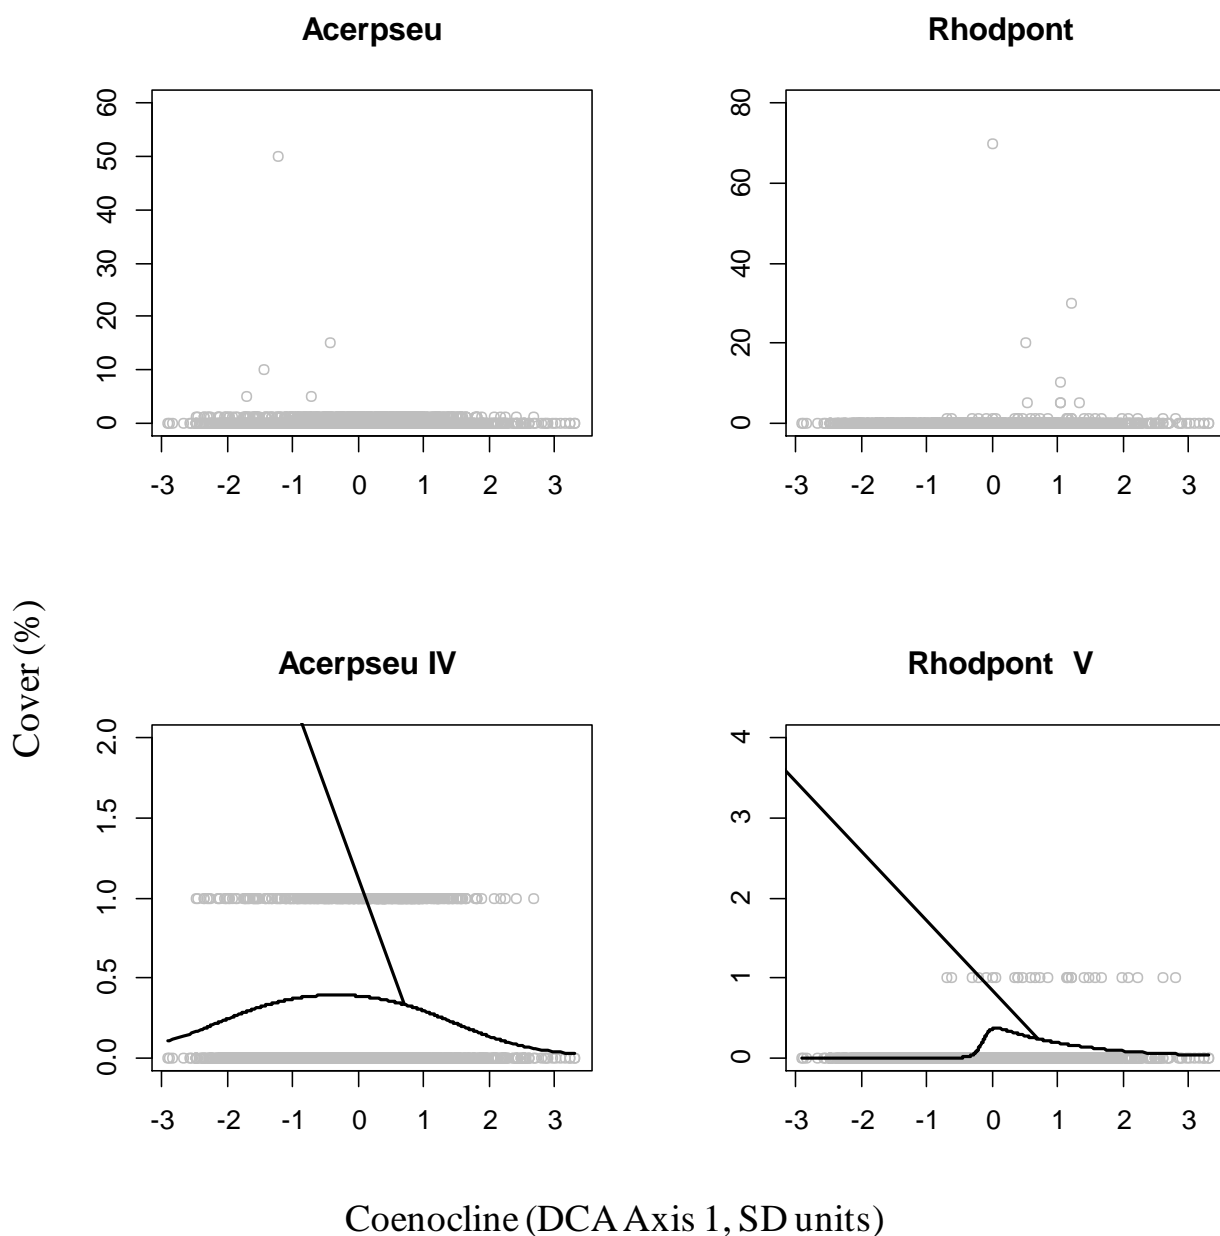 Acerpseu Rhodpont
60
50
40
30
20
10
0
-3 -2 -1 0 1 2 3
80
60
40
20
0
-3 -2 -1 0 1 2 3
Cover (%)
Acerpseu IV Rhodpont V
2.0
1.5
1.0
0.5
0.0
-3 -2 -1 0 1 2 3
4
3
2
1
0
-3 -2 -1 0 1 2 3
Coenocline (DCA Axis 1, SD units)